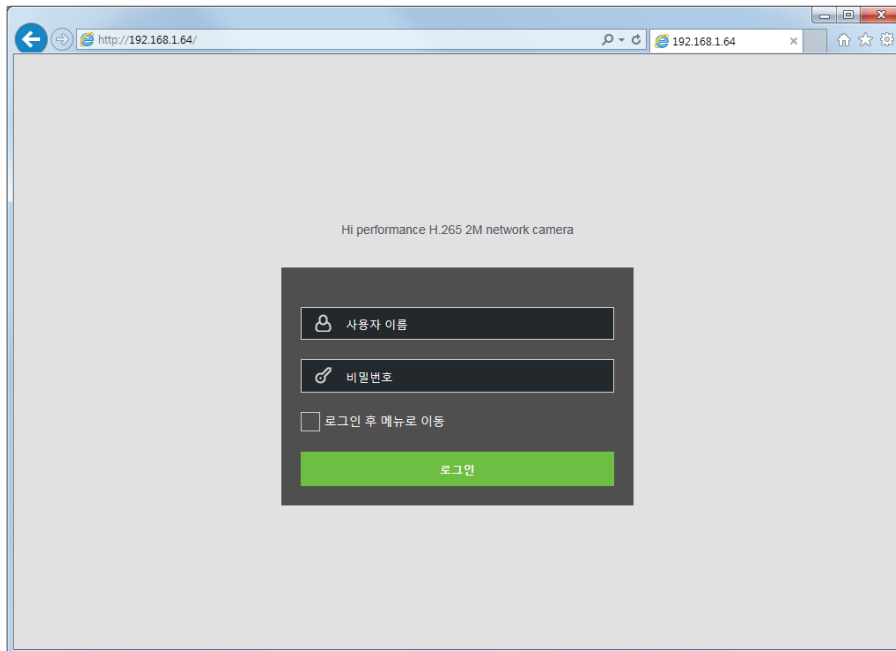 http://192.168.1.64/
192.168.1.64
Hi performance H.265 2M network camera
사용자 이름
비밀번호
로그인 후 메뉴로 이동
로그인